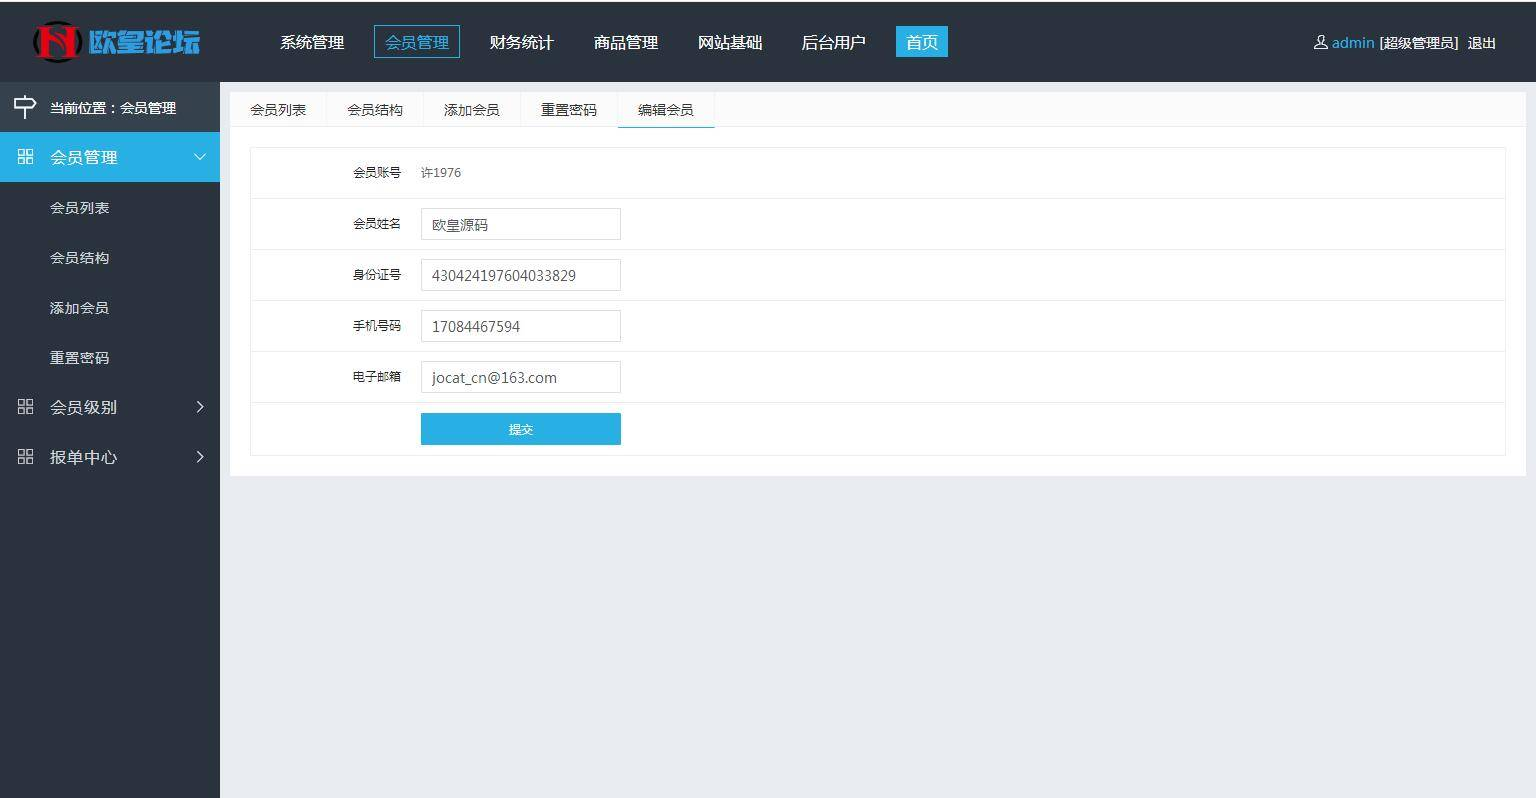 欧皇论坛
系统管理 会员管理 财务统计 商品管理 网站基础 后台用户 首页
admin [超级管理员] 退出
当前位置：会员管理
会员管理
会员列表
会员结构
添加会员
重置密码
会员级别
报单中心
会员列表 会员结构 添加会员 重置密码 编辑会员
会员账号 许1976
会员姓名 欧皇源码
身份证号 430424197604033829
手机号码 17084467594
电子邮箱 jocat_cn@163.com
提交